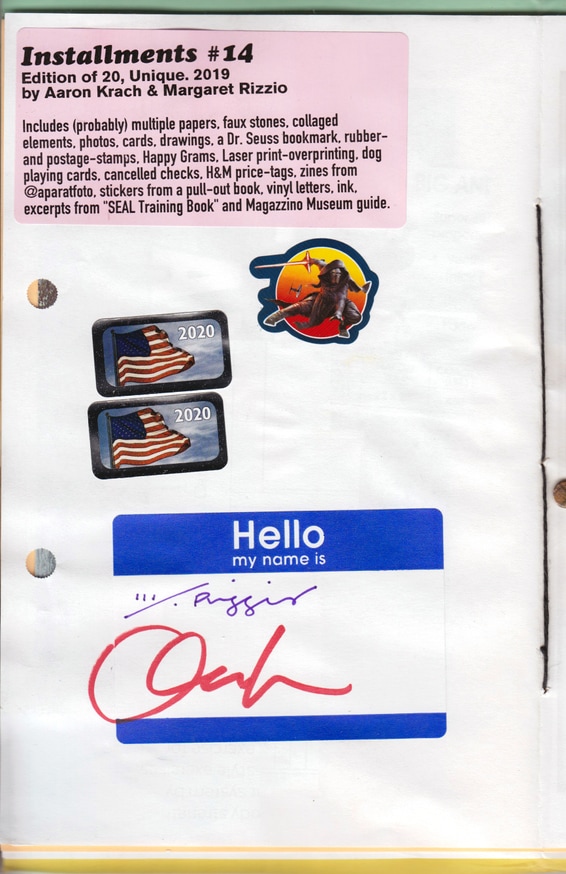 Installments #14
Edition of 20, Unique. 2019
by Aaron Krach & Margaret Rizzio
Includes (probably) multiple papers, faux stones, collaged
elements, photos, cards, drawings, a Dr. Seuss bookmark, rubber-
and postage-stamps, Happy Grams, Laser print-overprinting, dog
playing cards, cancelled checks, H&M price-tags, zines from
@aparatfoto, stickers from a pull-out book, vinyl letters, ink,
excerpts from "SEAL Training Book" and Magazzino Museum guide.
2020
2020
Hello
my name is